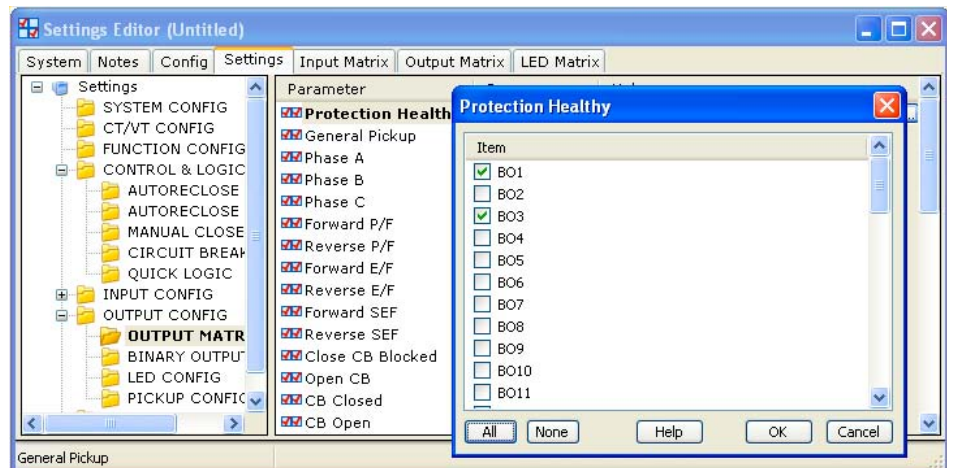 Settings Editor (Untitled)
System Notes Config Settings Input Matrix Output Matrix LED Matrix
Settings
SYSTEM CONFIG
CT/VT CONFIG
FUNCTION CONFIG
CONTROL & LOGIC
AUTORECLOSE
AUTORECLOSE
MANUAL CLOSE
CIRCUIT BREAK
QUICK LOGIC
INPUT CONFIG
OUTPUT CONFIG
OUTPUT MATR
BINARY OUTPUT
LED CONFIG
PICKUP CONFIG
Parameter
Protection Health
General Pickup
Phase A
Phase B
Phase C
Forward P/F
Reverse P/F
Forward E/F
Reverse E/F
Forward SEF
Reverse SEF
Close CB Blocked
Open CB
CB Closed
CB Open
Protection Healthy
Item
BO1
BO2
BO3
BO4
BO5
BO6
BO7
BO8
BO9
BO10
BO11
All None Help OK Cancel
General Pickup